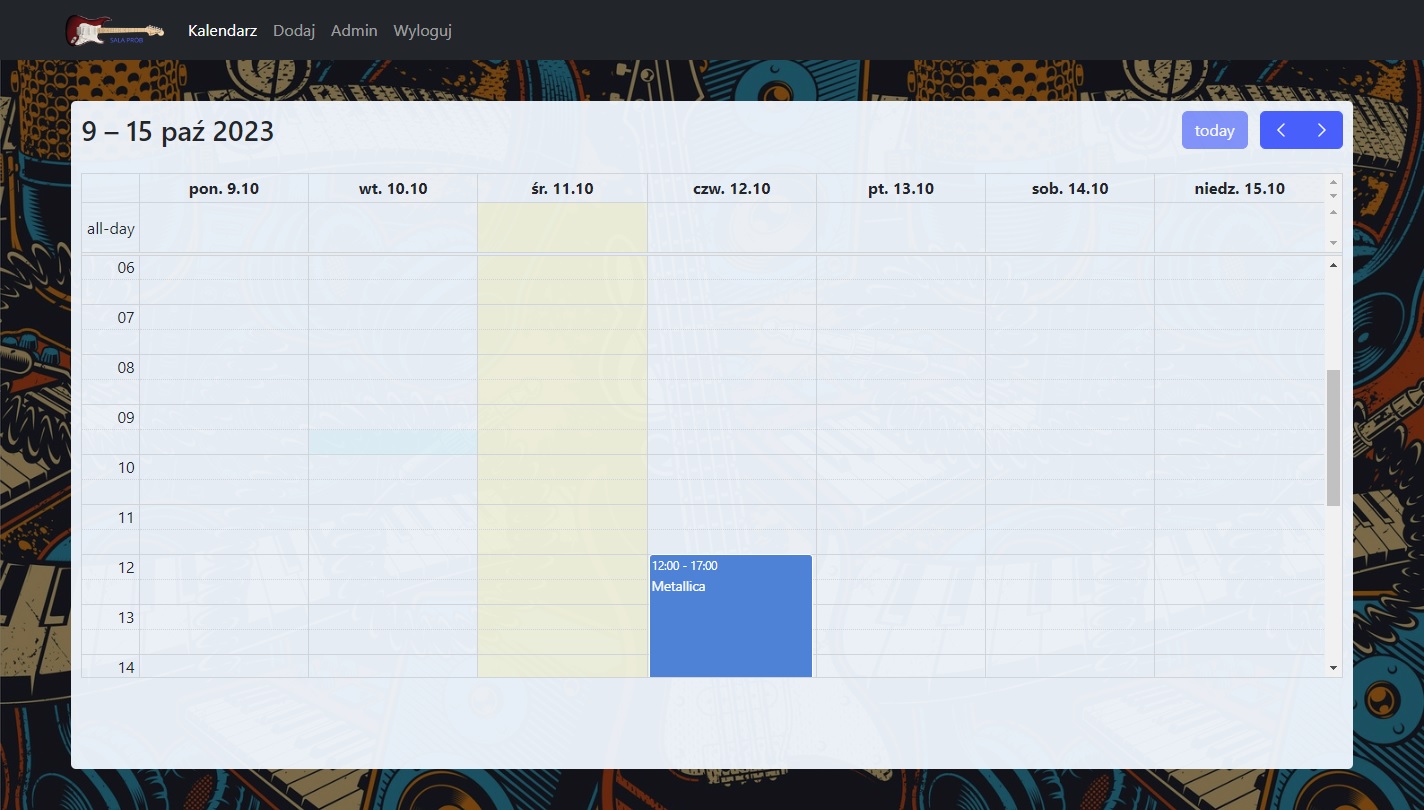 SALA PRÓB
Kalendarz Dodaj Admin Wyloguj
9 – 15 paź 2023
today
pon. 9.10 wt. 10.10 śr. 11.10 czw. 12.10 pt. 13.10 sob. 14.10 niedz. 15.10
all-day
06
07
08
09
10
11
12
12:00 - 17:00
Metallica
13
14